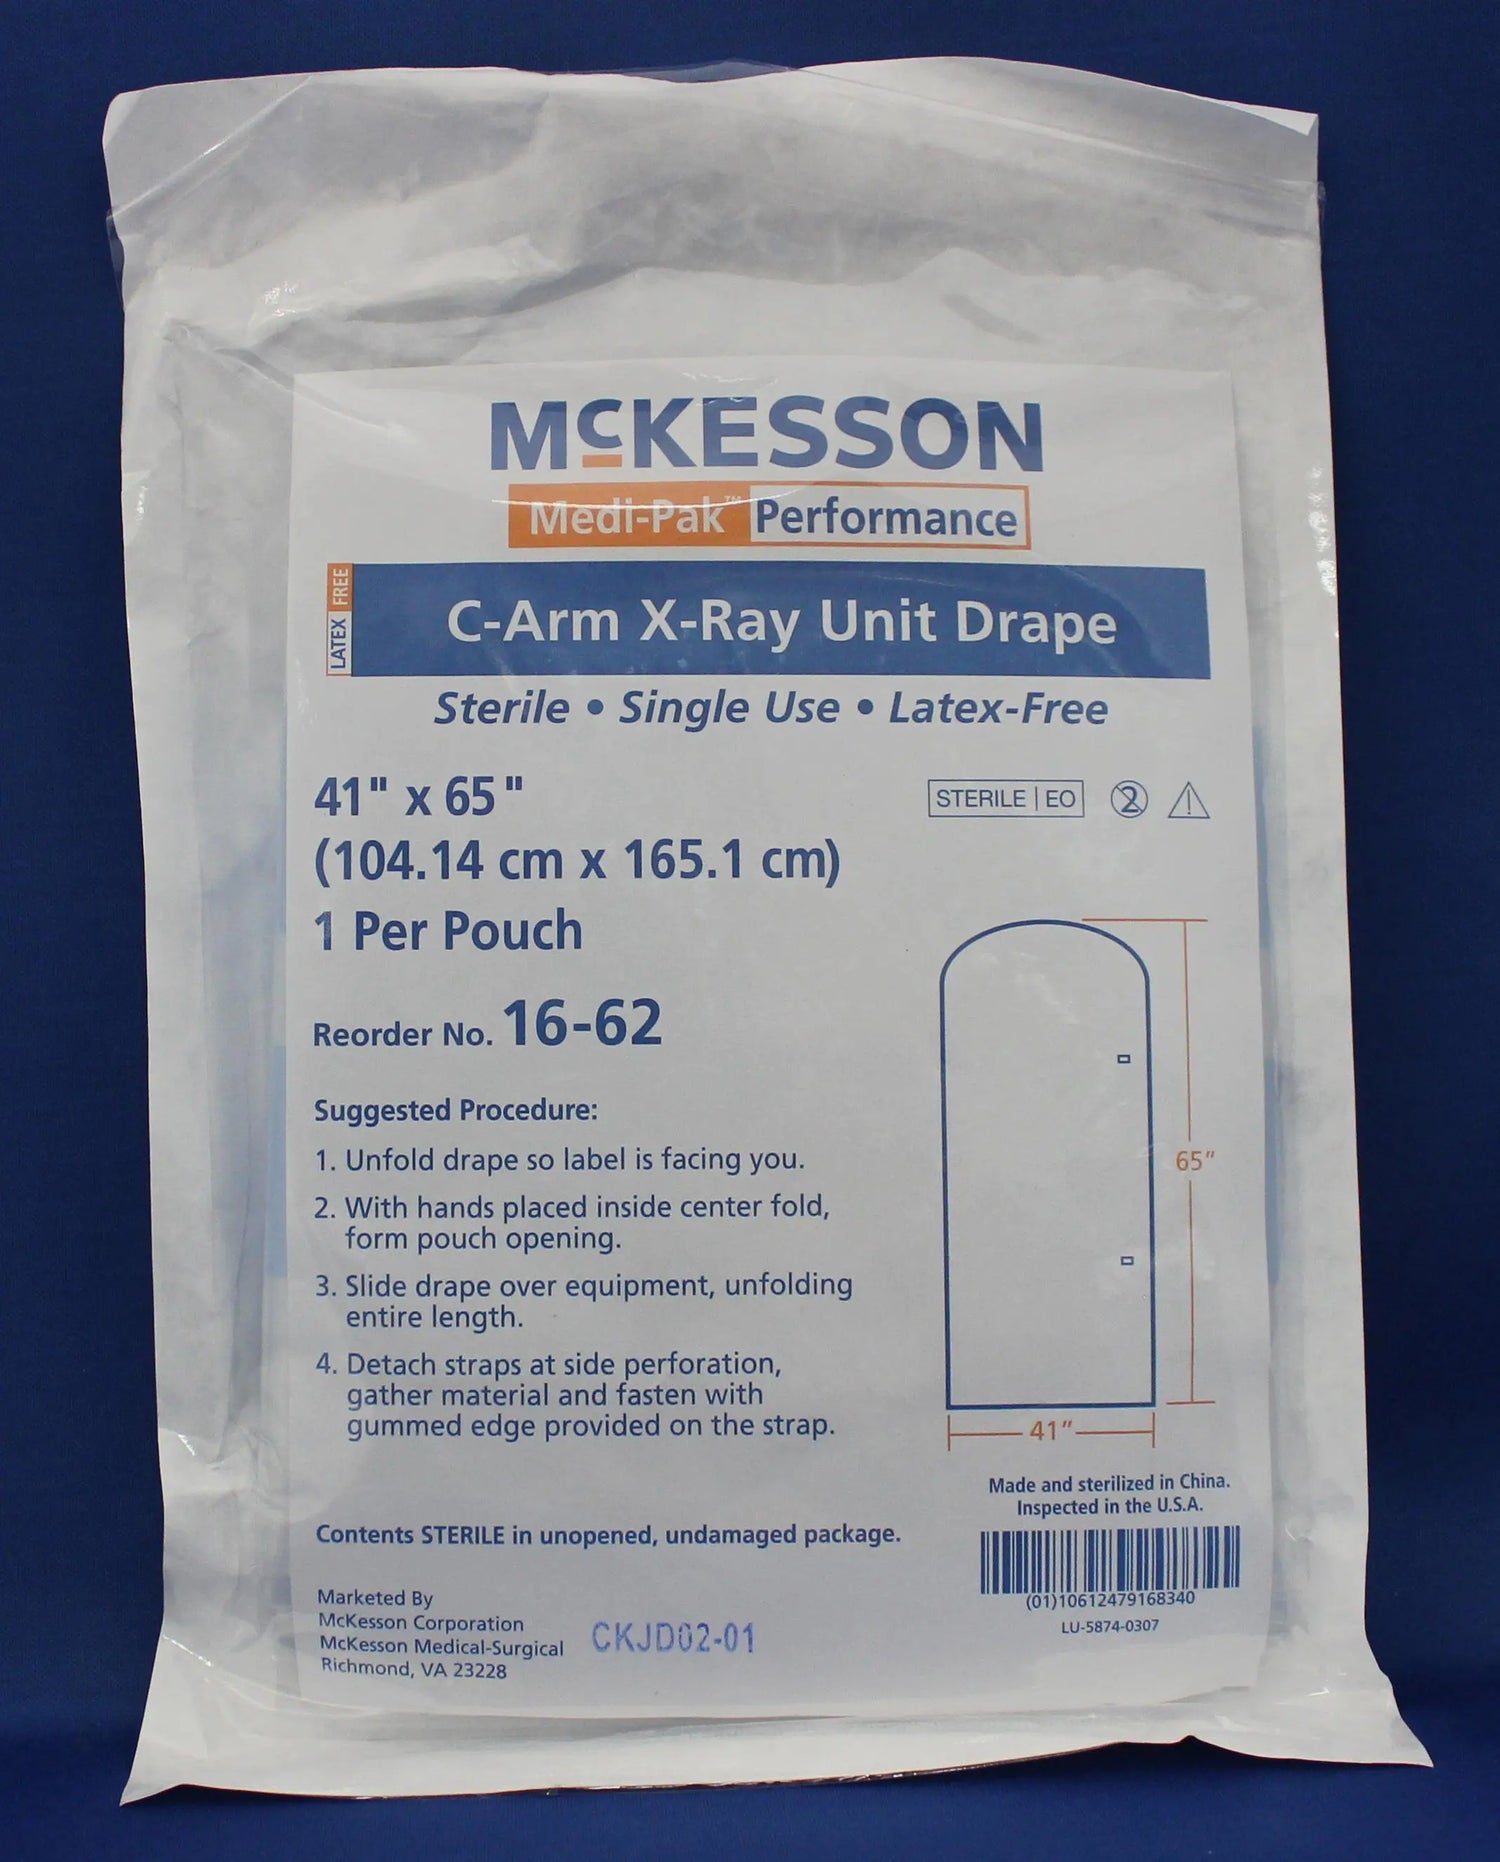 McKESSON
Medi-Pak™ Performance
LATEX FREE
C-Arm X-Ray Unit Drape
Sterile • Single Use • Latex-Free
41" x 65"
(104.14 cm x 165.1 cm)
1 Per Pouch
STERILE EO
2
!
Reorder No. 16-62
Suggested Procedure:
1. Unfold drape so label is facing you.
2. With hands placed inside center fold,
form pouch opening.
3. Slide drape over equipment, unfolding
entire length.
4. Detach straps at side perforation,
gather material and fasten with
gummed edge provided on the strap.
65"
41"
Made and sterilized in China.
Inspected in the U.S.A.
Contents STERILE in unopened, undamaged package.
(01)10612479168340
LU-5874-0307
Marketed By
McKesson Corporation
McKesson Medical-Surgical
Richmond, VA 23228
CKJD02-01